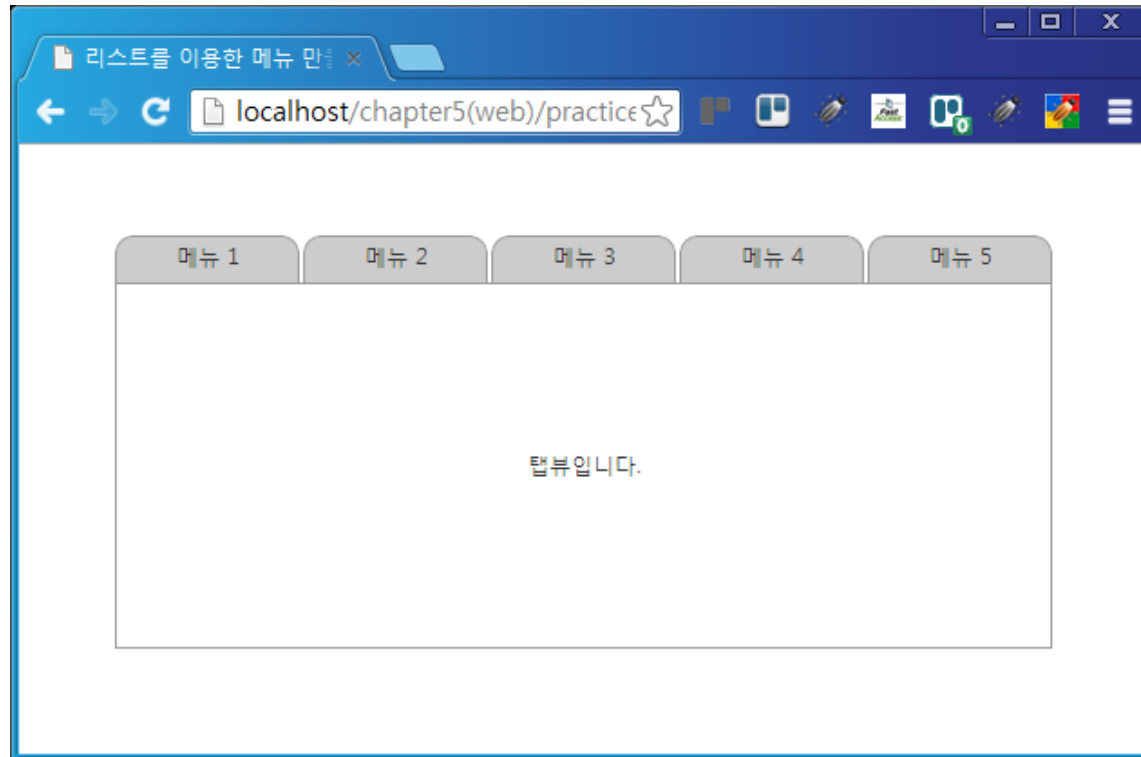 리스트를 이용한 메뉴 만
localhost/chapter5(web)/practice
0
메뉴 1
메뉴 2
메뉴 3
메뉴 4
메뉴 5
탭뷰입니다.